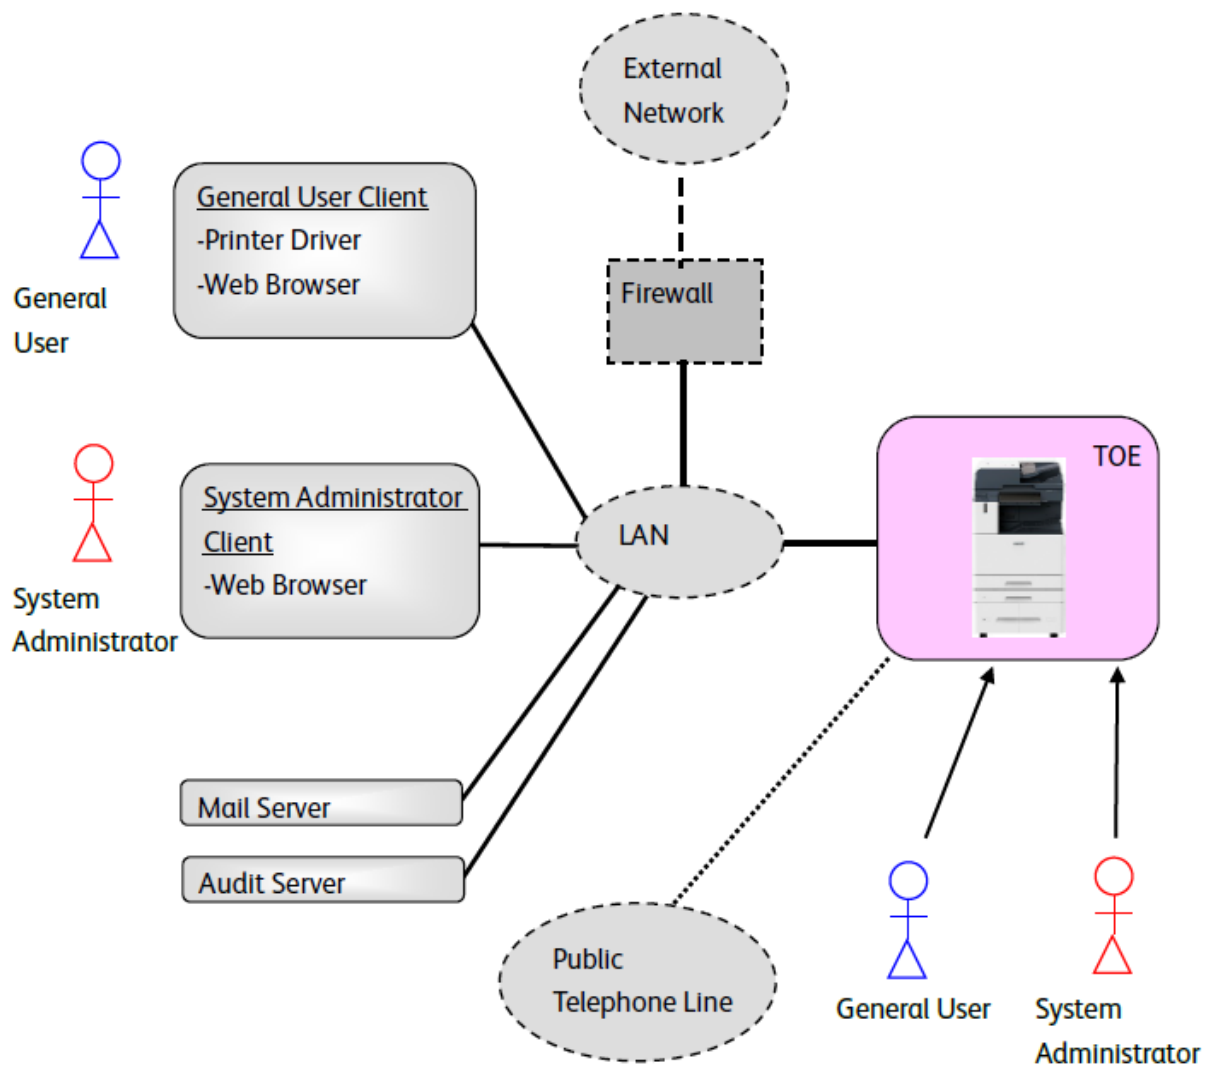 External
Network
General User Client
-Printer Driver
-Web Browser
General
User
Firewall
TOE
System Administrator
Client
-Web Browser
LAN
System
Administrator
Mail Server
Audit Server
Public
Telephone Line
General User
System
Administrator